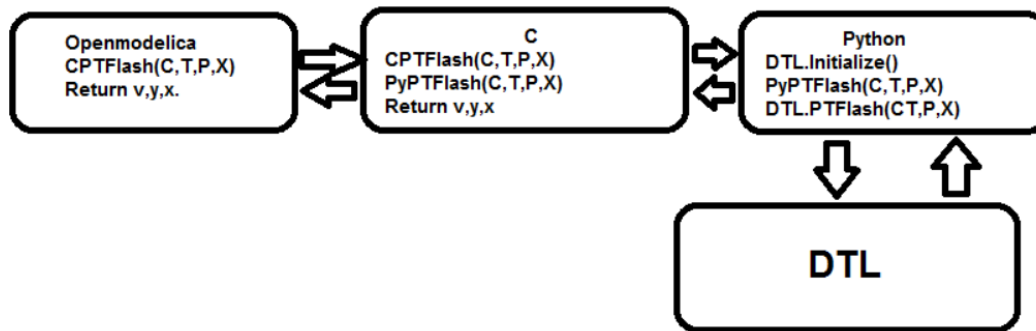 Openmodelica
CPTFlash(C,T,P,X)
Return v,y,x.
C
CPTFlash(C,T,P,X)
PyPTFlash(C,T,P,X)
Return v,y,x
Python
DTL.Initialize()
PyPTFlash(C,T,P,X)
DTL.PTFlash(CT,P,X)
DTL